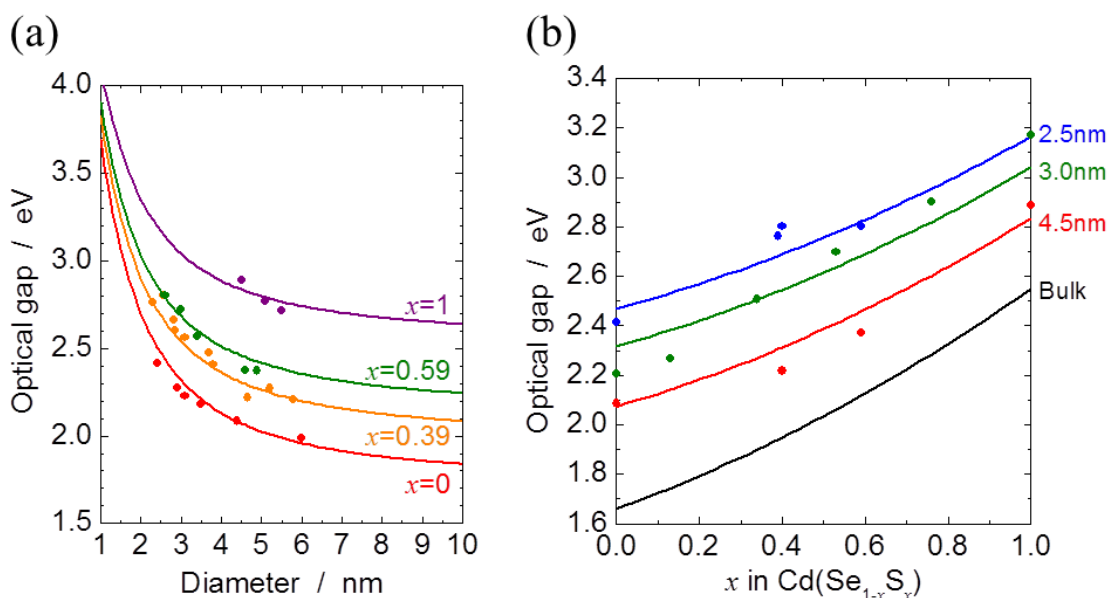 (a)
4.0
3.5
3.0
2.5
2.0
1.5
Optical gap / eV
x=1
x=0.59
x=0.39
x=0
1 2 3 4 5 6 7 8 9 10
Diameter / nm
(b)
3.4
3.2
3.0
2.8
2.6
2.4
2.2
2.0
1.8
1.6
Optical gap / eV
2.5nm
3.0nm
4.5nm
Bulk
0.0 0.2 0.4 0.6 0.8 1.0
x in Cd(Se₁₋ₓSₓ)